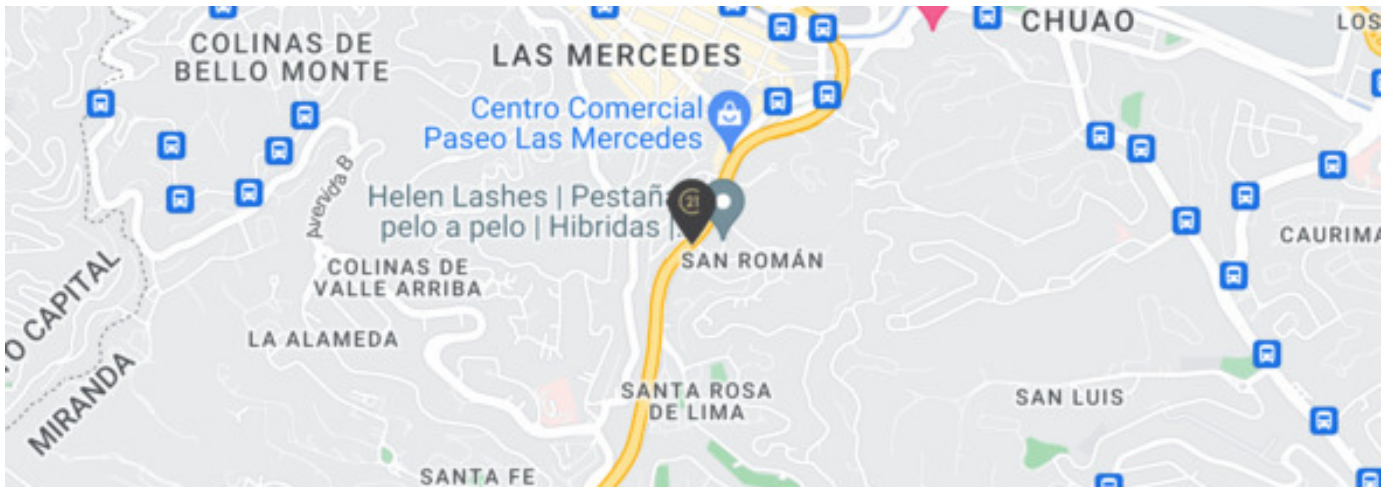 COLINAS DE
BELLO MONTE
LAS MERCEDES
CHUAO
LOS
Centro Comercial
Paseo Las Mercedes
Avenida B
Helen Lashes | Pestaña
pelo a pelo | Hibridas |
21
SAN ROMÁN
CAURIMA
COLINAS DE
VALLE ARRIBA
O CAPITAL
LA ALAMEDA
MIRANDA
SANTA ROSA
DE LIMA
SAN LUIS
SANTA FE